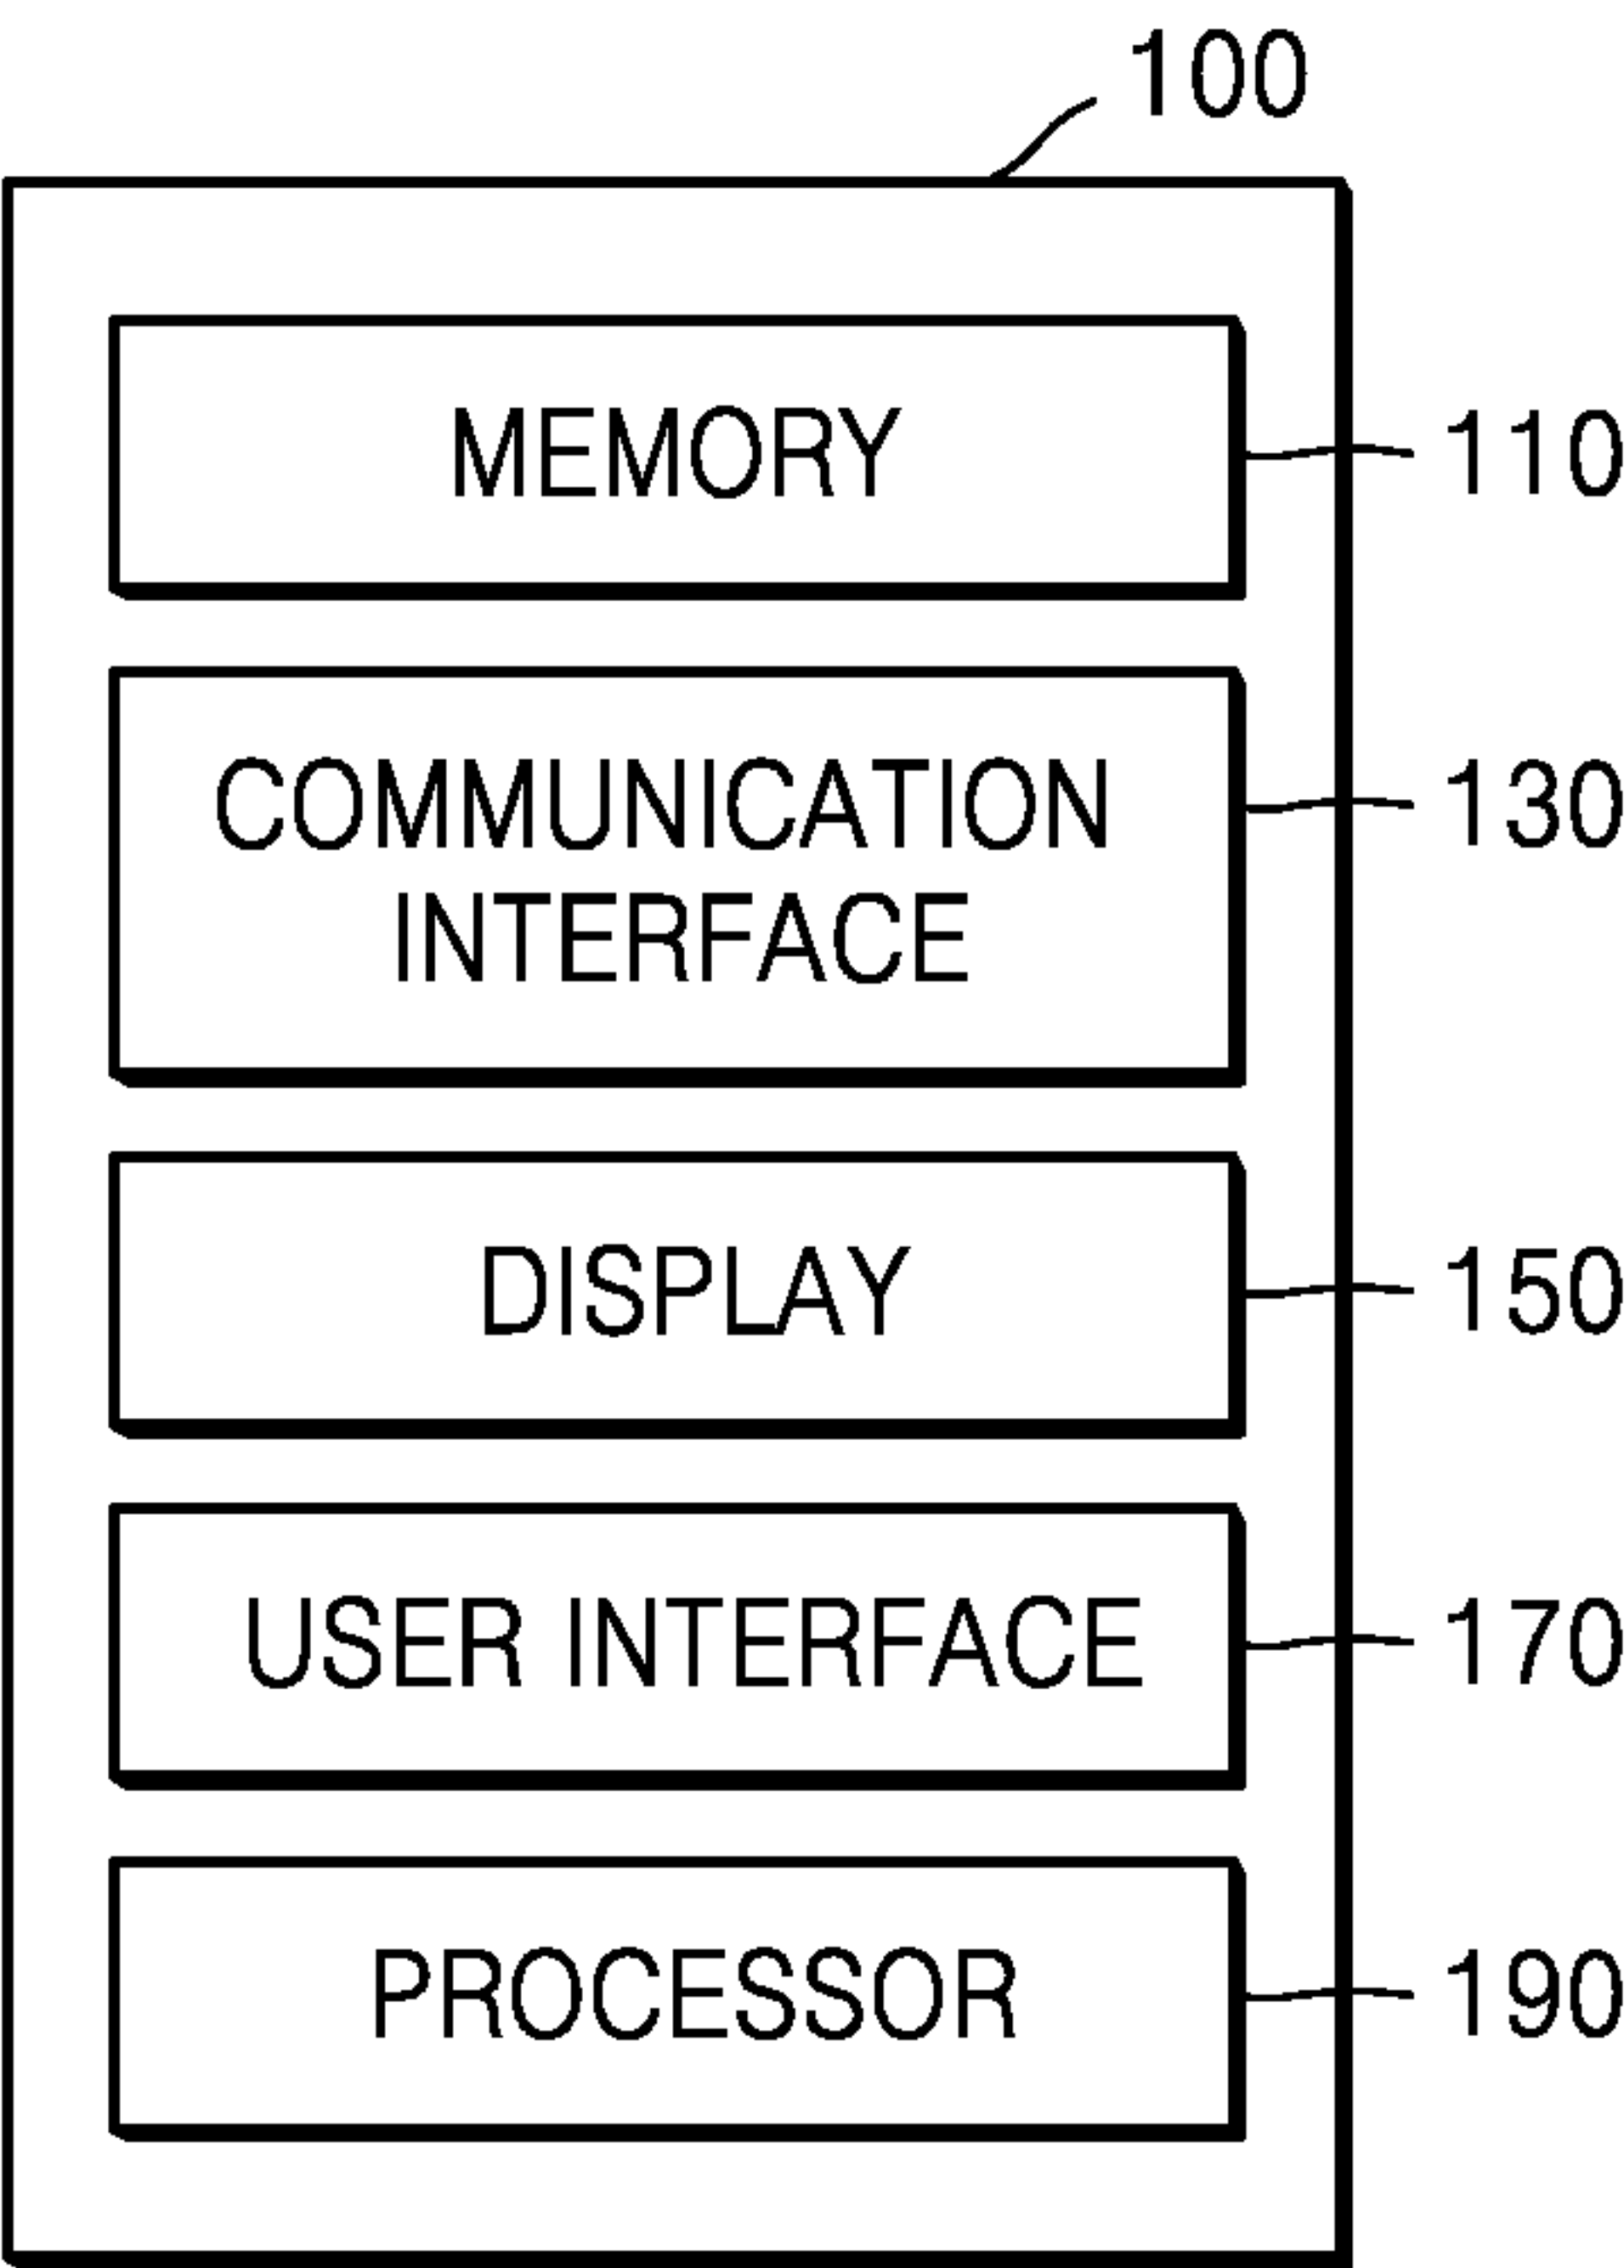 100
MEMORY
110
COMMUNICATION
INTERFACE
130
DISPLAY
150
USER INTERFACE
170
PROCESSOR
190